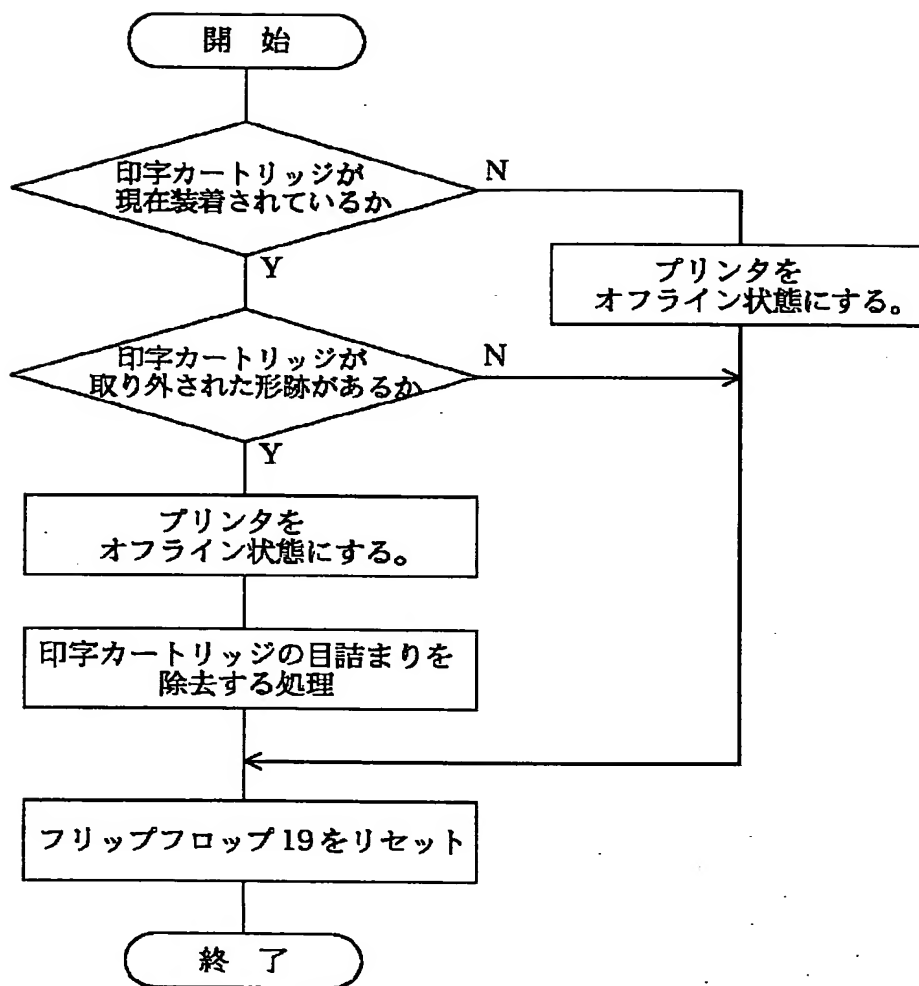 開 始
印字カートリッジが
現在装着されているか
N
Y
プリンタを
オフライン状態にする。
印字カートリッジが
取り外された形跡があるか
N
Y
プリンタを
オフライン状態にする。
印字カートリッジの目詰まりを
除去する処理
フリップフロップ19をリセット
終 了